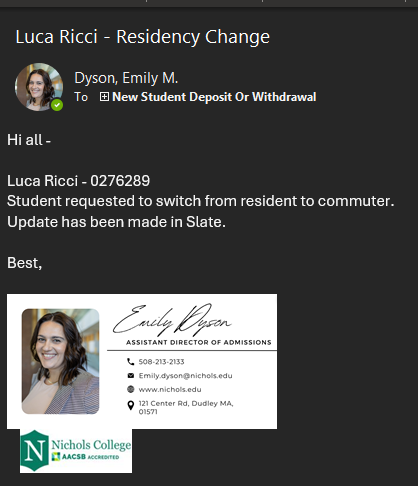 Luca Ricci - Residency Change
Dyson, Emily M.
To New Student Deposit Or Withdrawal
Hi all -
Luca Ricci - 0276289
Student requested to switch from resident to commuter.
Update has been made in Slate.
Best,
Emily Dyson
ASSISTANT DIRECTOR OF ADMISSIONS
508-213-2133
Emily.dyson@nichols.edu
www.nichols.edu
121 Center Rd, Dudley MA,
01571
N Nichols College
AACSB ACCREDITED